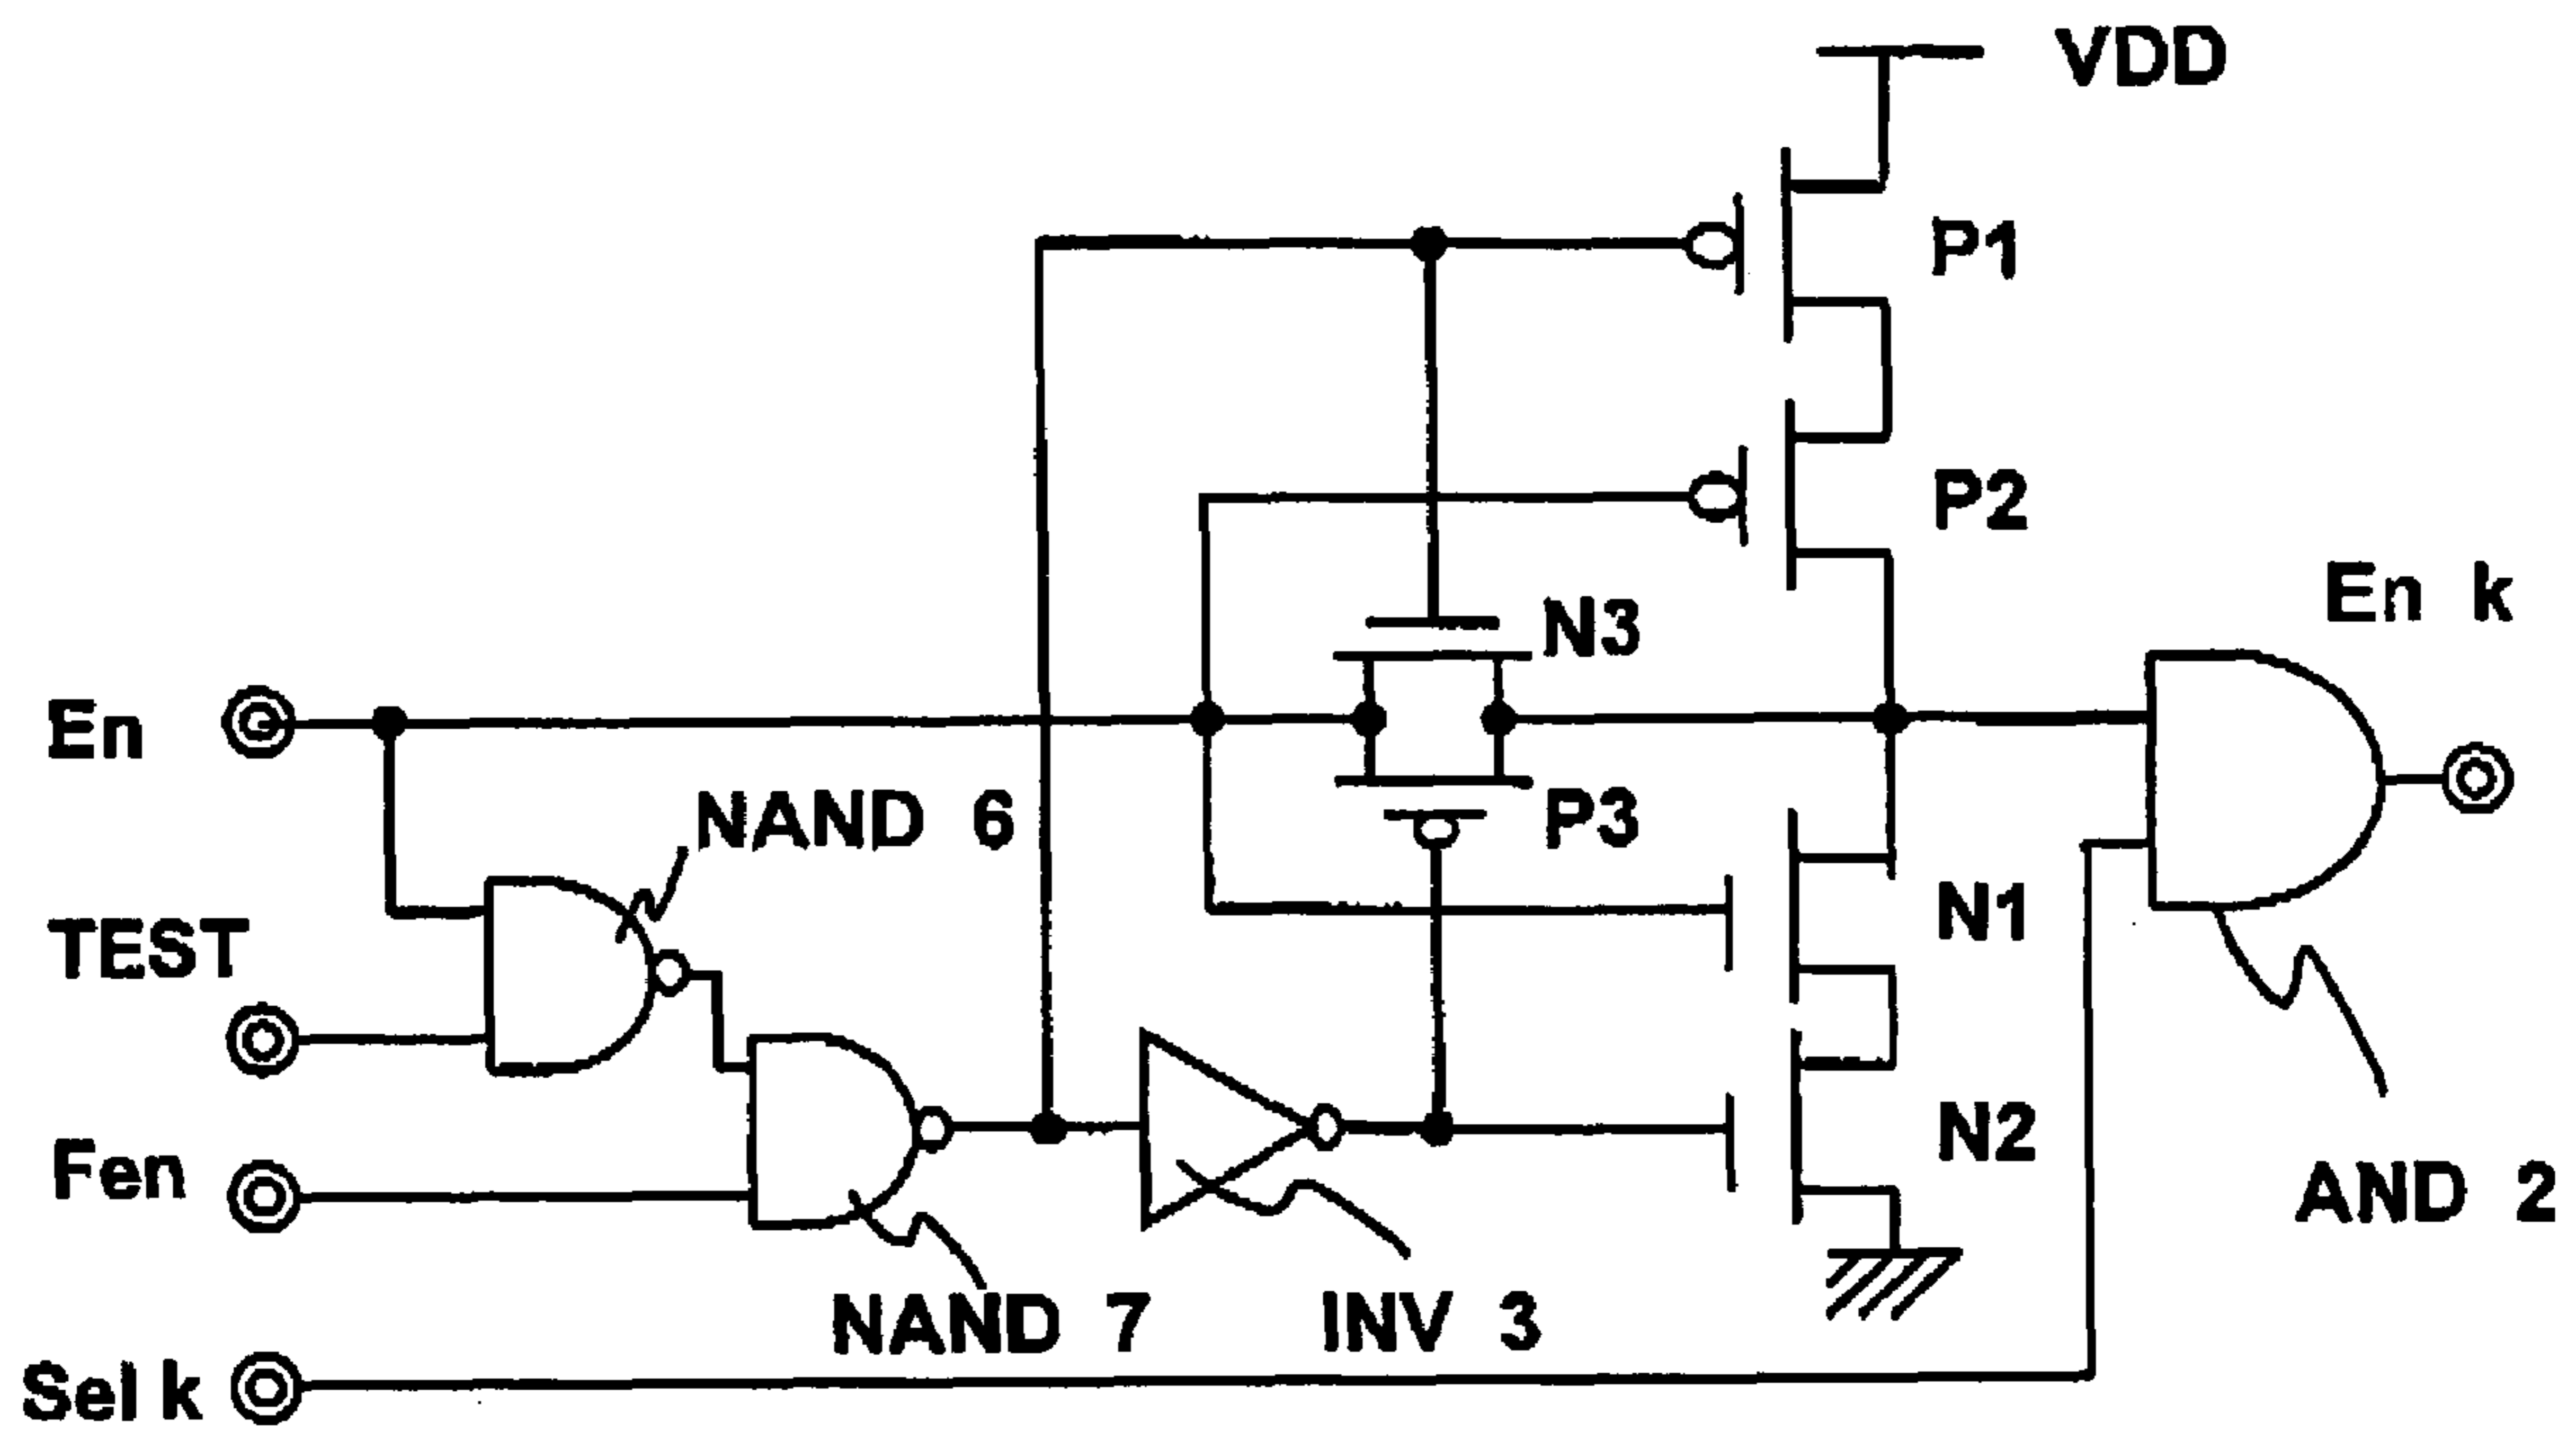 VDD
P1
P2
En k
N3
En
NAND 6
P3
N1
TEST
N2
Fen
AND 2
NAND 7
INV 3
Sel k